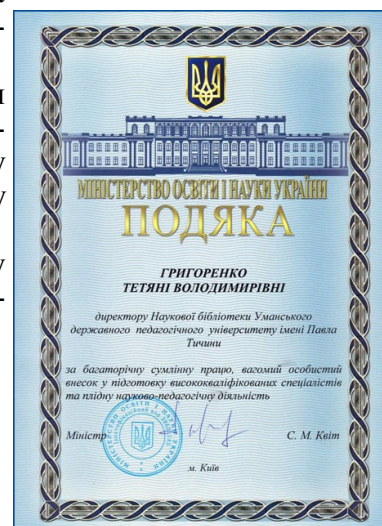 МІНІСТЕРСТВО ОСВІТИ І НАУКИ УКРАЇНИ
ПОДЯКА
ГРИГОРЕНКО
ТЕТЯНІ ВОЛОДИМИРІВНІ
директору Наукової бібліотеки Уманського
державного педагогічного університету імені Павла
Тичини
за багаторічну сумлінну працю, вагомий особистий
внесок у підготовку висококваліфікованих спеціалістів
та плідну науково-педагогічну діяльність
Міністр
С. М. Квіт
м. Київ